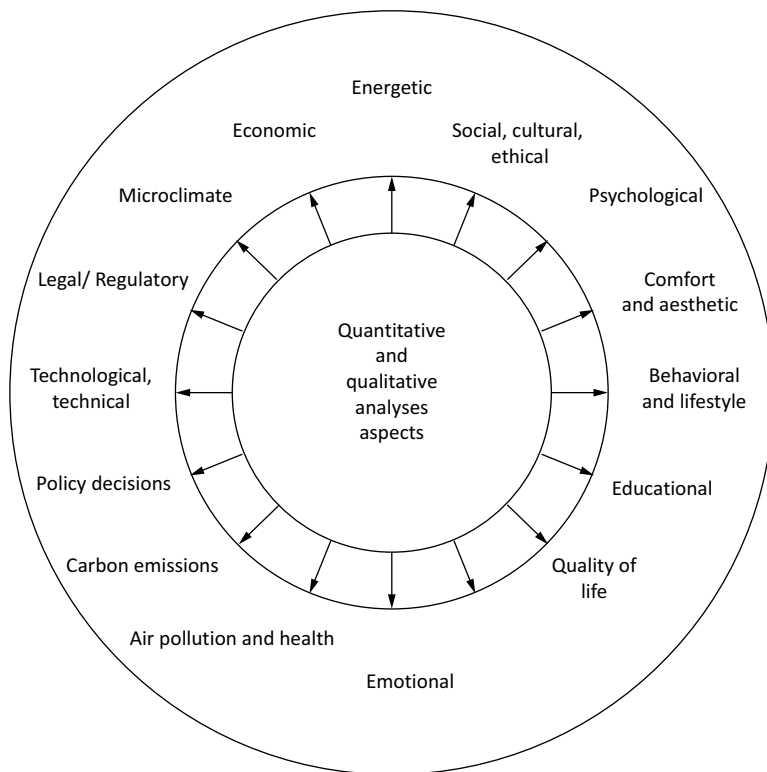 Energetic
Economic
Social, cultural,
ethical
Microclimate
Psychological
Legal/ Regulatory
Comfort
and aesthetic
Quantitative
and
qualitative
analyses
aspects
Technological,
technical
Behavioral
and lifestyle
Policy decisions
Educational
Carbon emissions
Quality of
life
Air pollution and health
Emotional